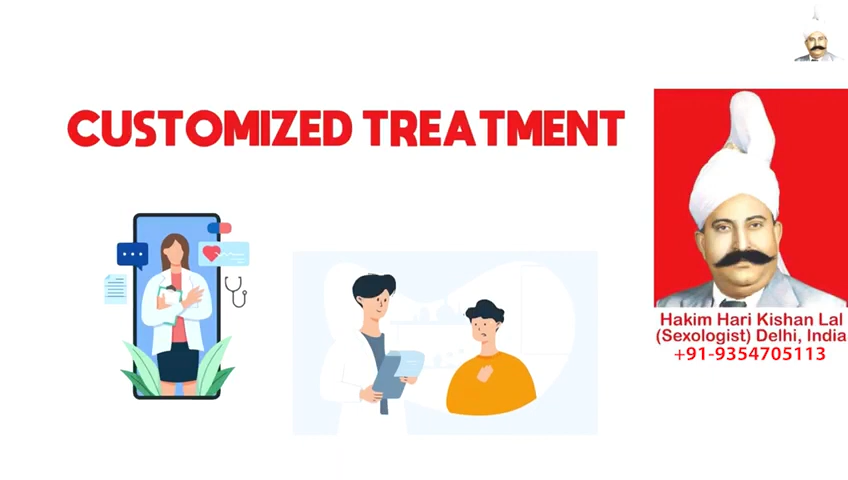 CUSTOMIZED TREATMENT
Hakim Hari Kishan Lal
(Sexologist) Delhi, India
+91-9354705113